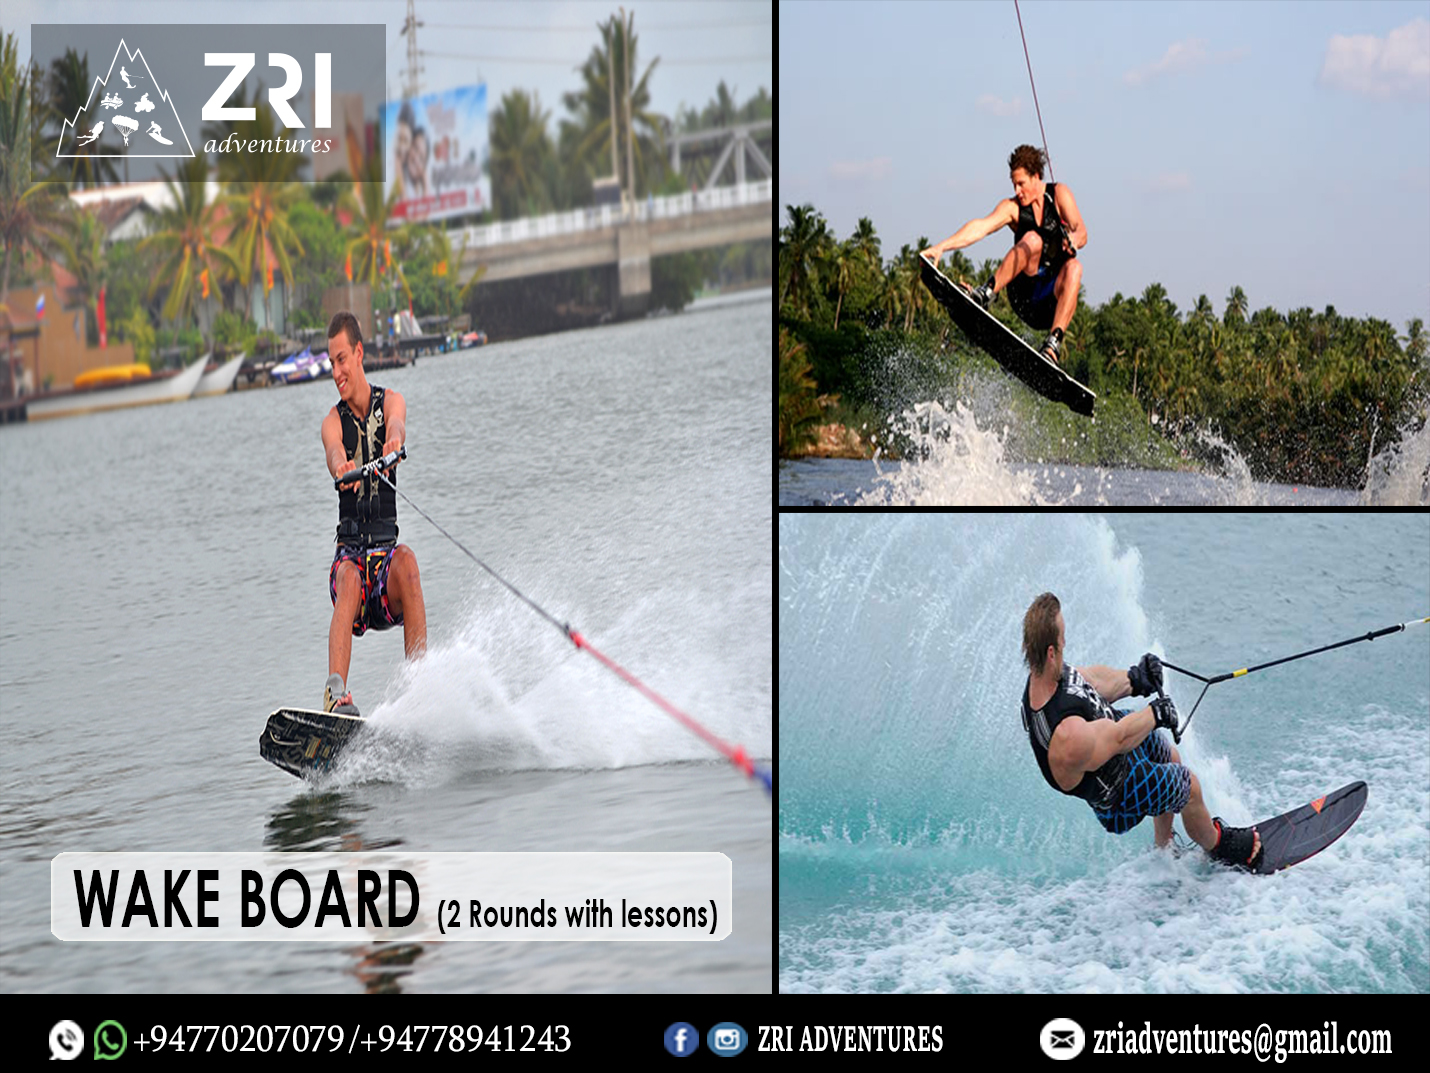 ZRI
adventures
WAKE BOARD (2 Rounds with lessons)
+94770207079/+94778941243
ZRI ADVENTURES
zriadventures@gmail.com